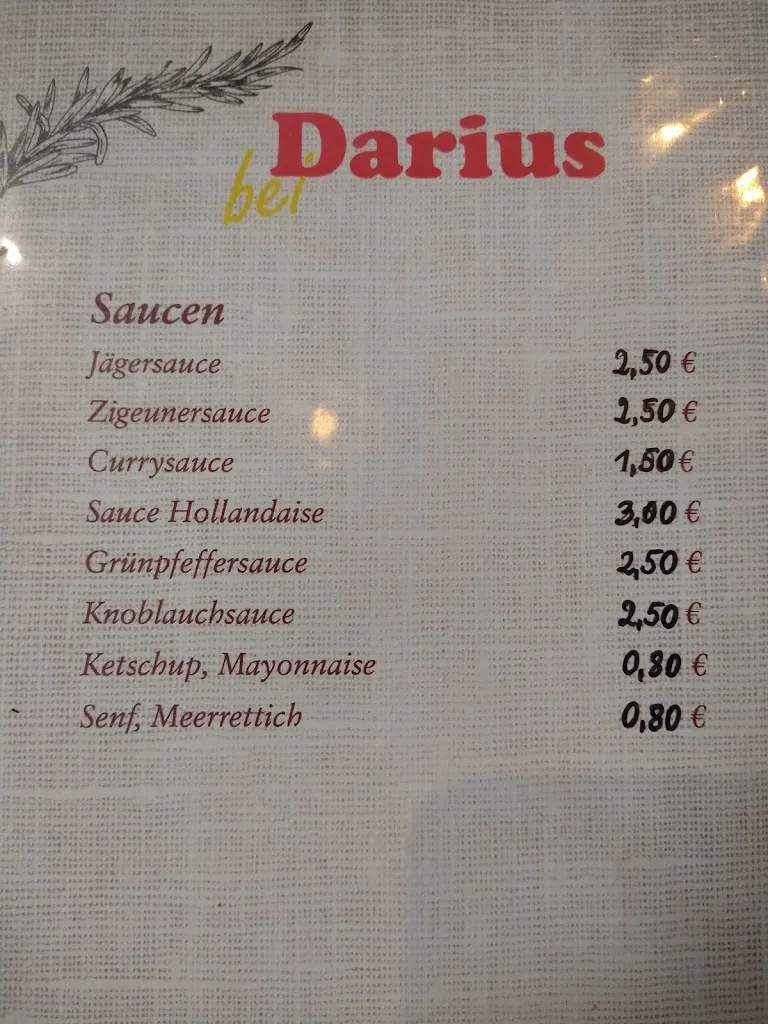 bei Darius
Saucen
Jägersauce 2,50 €
Zigeunersauce 2,50 €
Currysauce 1,50 €
Sauce Hollandaise 3,00 €
Grünpfeffersauce 2,50 €
Knoblauchsauce 2,50 €
Ketschup, Mayonnaise 0,80 €
Senf, Meerrettich 0,80 €